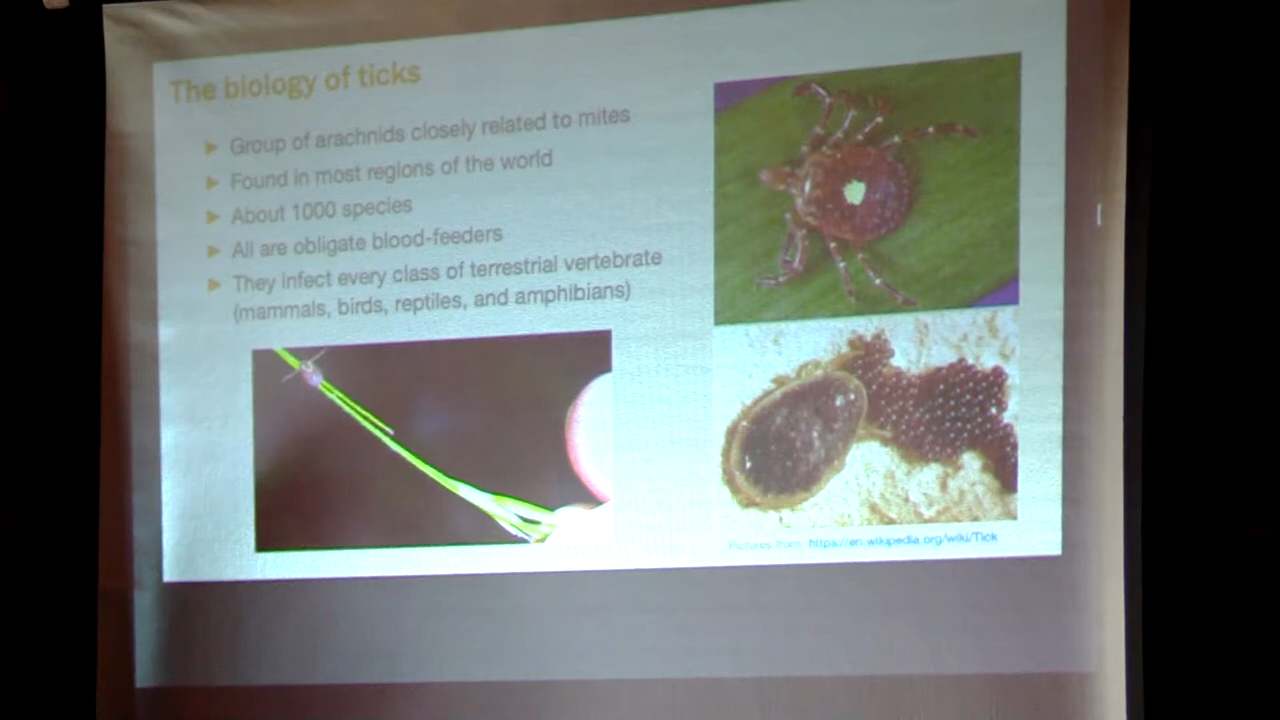 The biology of ticks
Group of arachnids closely related to mites
Found in most regions of the world
About 1000 species
All are obligate blood-feeders
They infect every class of terrestrial vertebrate
(mammals, birds, reptiles, and amphibians)
Pictures from: https://en.wikipedia.org/wiki/Tick